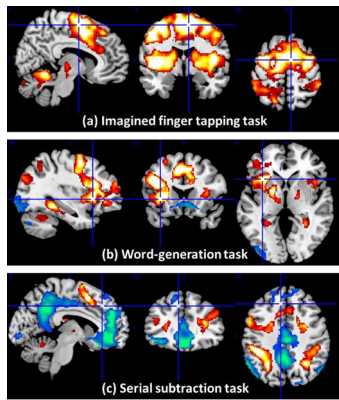 (a) Imagined finger tapping task
(b) Word-generation task
(c) Serial subtraction task